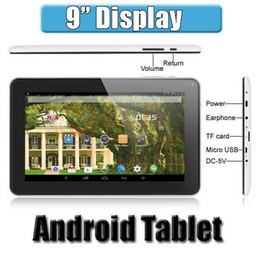 9” Display
Volume
Return
Power
Earphone
TF card
Micro USB
DC-5V
Android Tablet